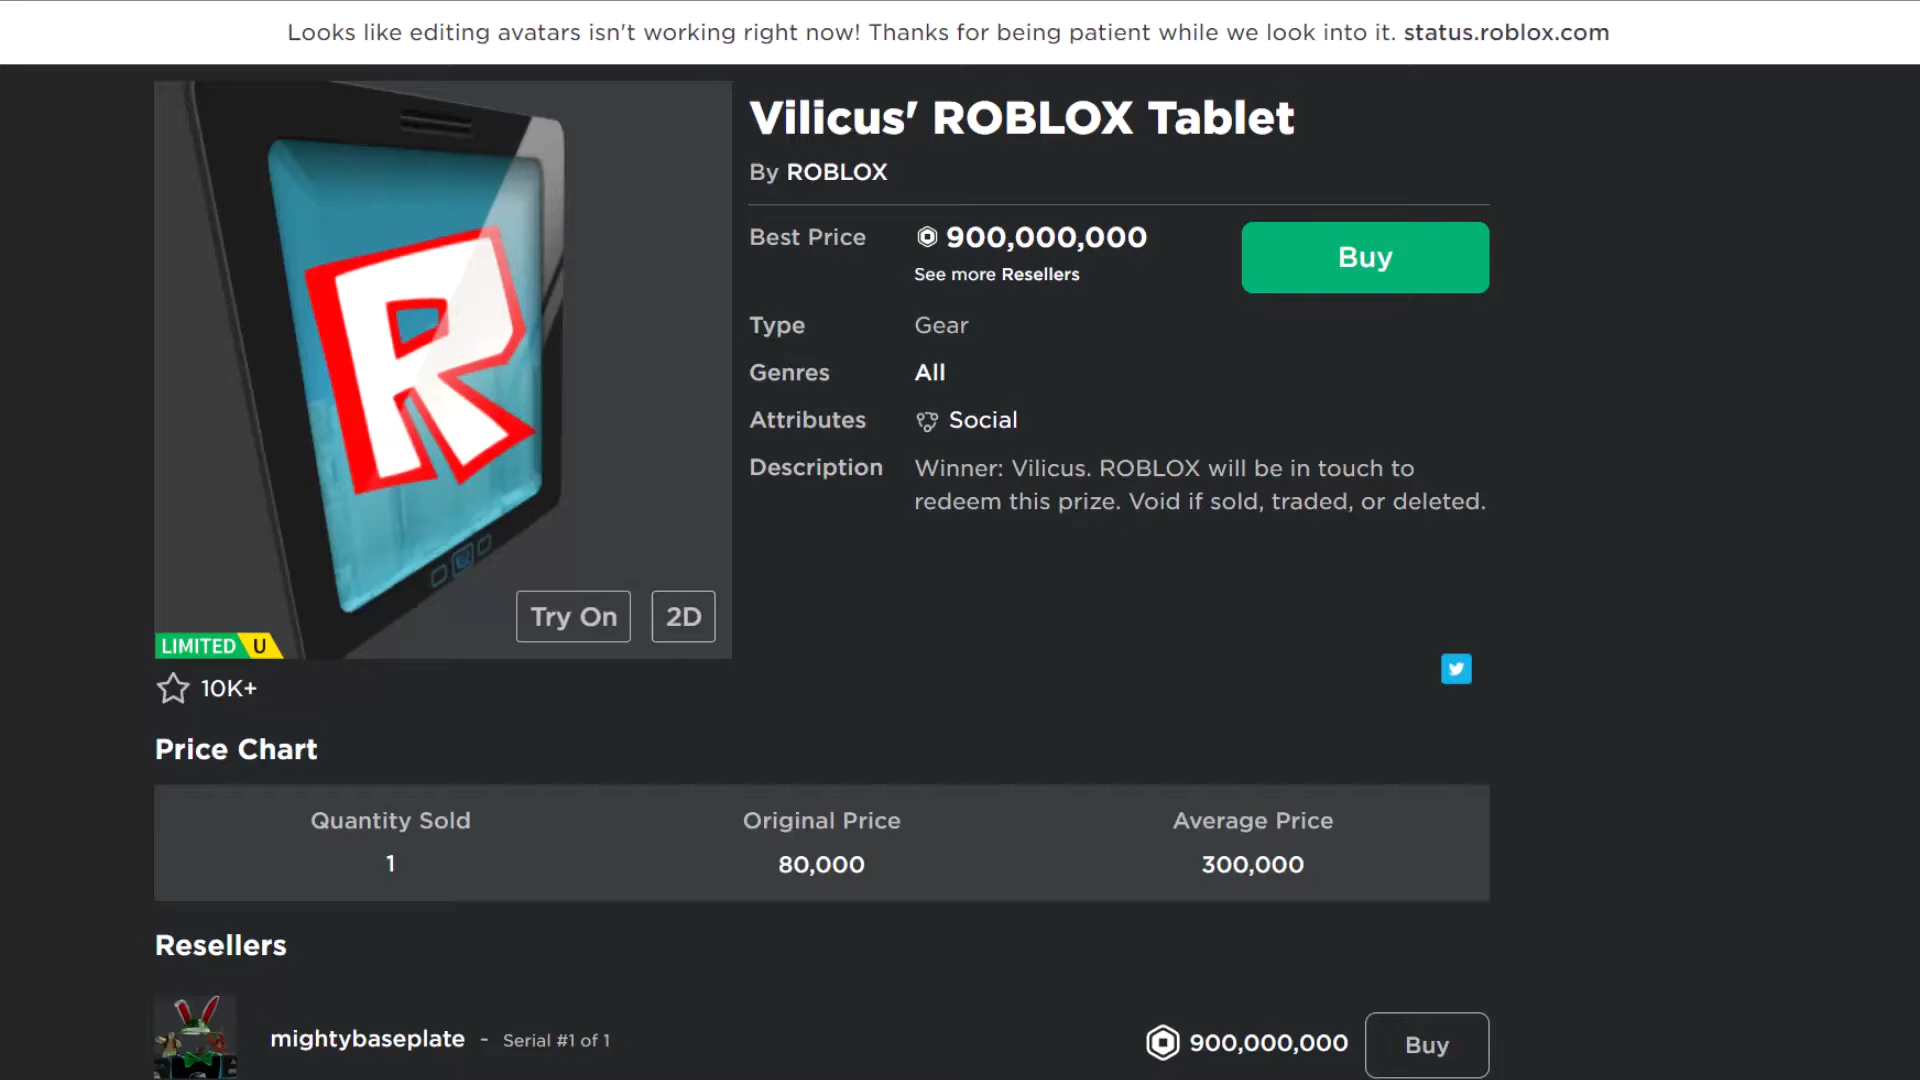 Looks like editing avatars isn't working right now! Thanks for being patient while we look into it. status.roblox.com
Vilicus' ROBLOX Tablet
By ROBLOX
Best Price 900,000,000
See more Resellers
Buy
Type Gear
Genres All
Attributes Social
Description Winner: Vilicus. ROBLOX will be in touch to
redeem this prize. Void if sold, traded, or deleted.
R
Try On 2D
LIMITED U
10K+
Price Chart
Quantity Sold Original Price Average Price
1 80,000 300,000
Resellers
mightybaseplate - Serial #1 of 1 900,000,000 Buy